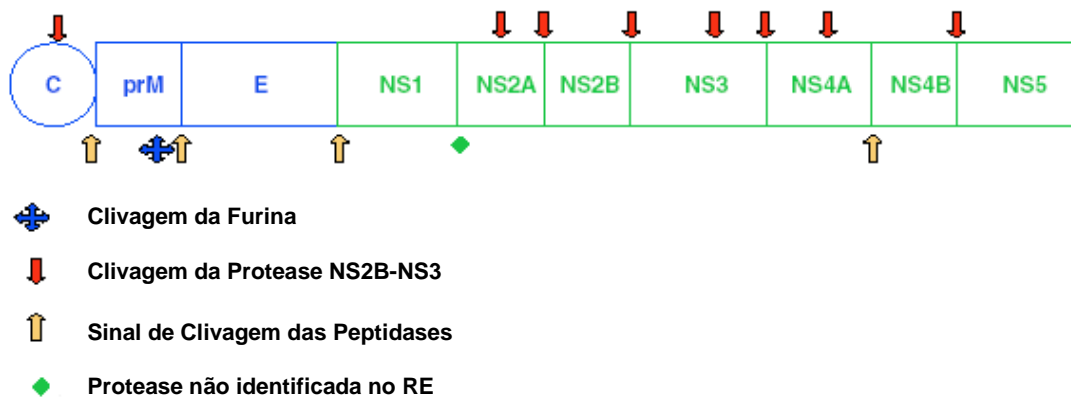 C prM E NS1 NS2A NS2B NS3 NS4A NS4B NS5
Clivagem da Furina
Clivagem da Protease NS2B-NS3
Sinal de Clivagem das Peptidases
Protease não identificada no RE